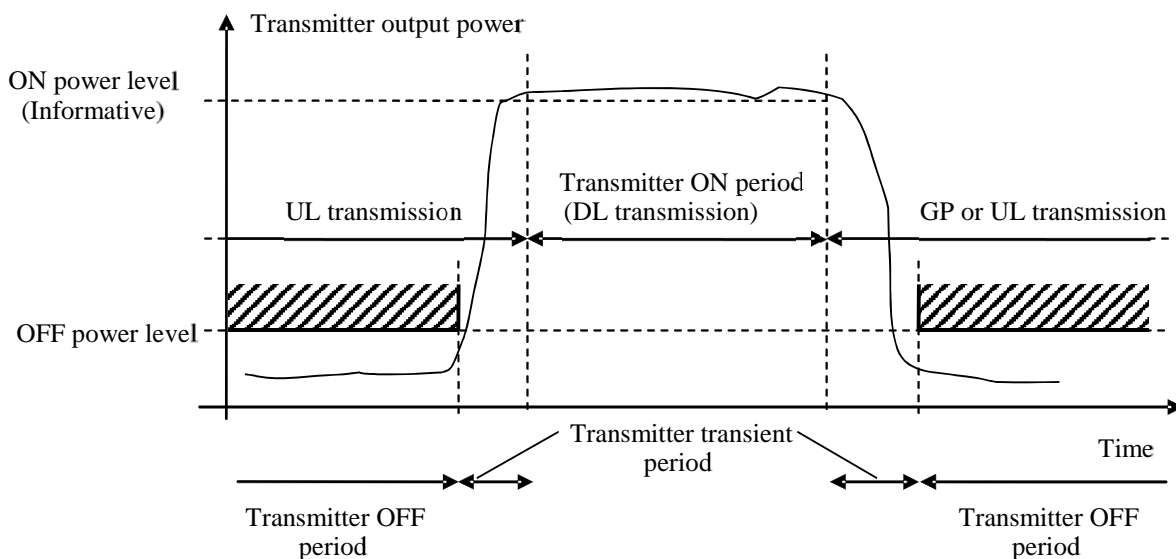 Transmitter output power
ON power level
(Informative)
Transmitter ON period
(DL transmission)
UL transmission
GP or UL transmission
OFF power level
Transmitter transient
period
Time
Transmitter OFF
period
Transmitter OFF
period